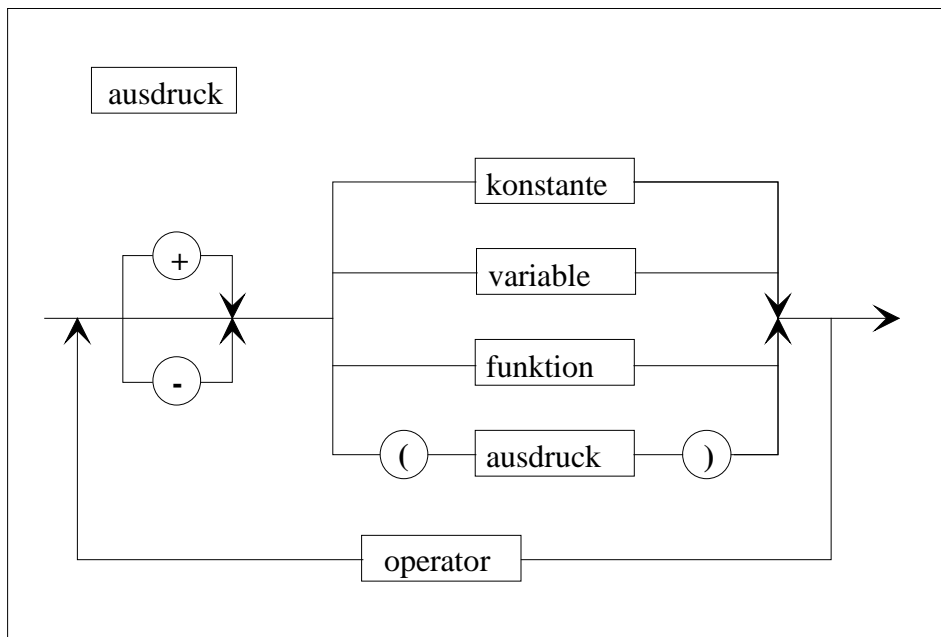 ausdruck
konstante
+
variable
-
funktion
( ausdruck )
operator